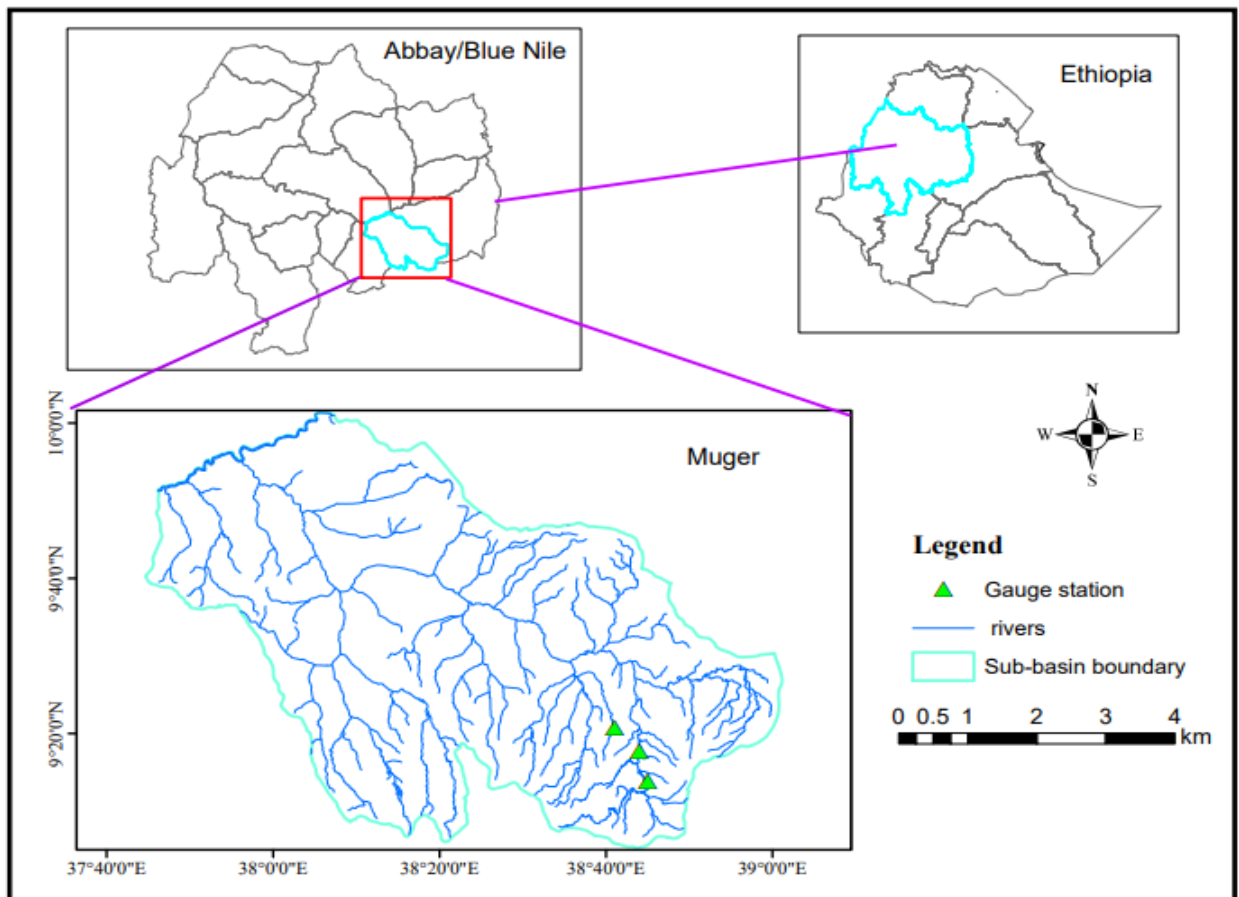 Abbay/Blue Nile
Ethiopia
10°0'0"N
9°40'0"N
9°20'0"N
Muger
37°40'0"E
38°0'0"E
38°20'0"E
38°40'0"E
39°0'0"E
N
W
E
S
Legend
Gauge station
rivers
Sub-basin boundary
0 0.5 1 2 3 4
km